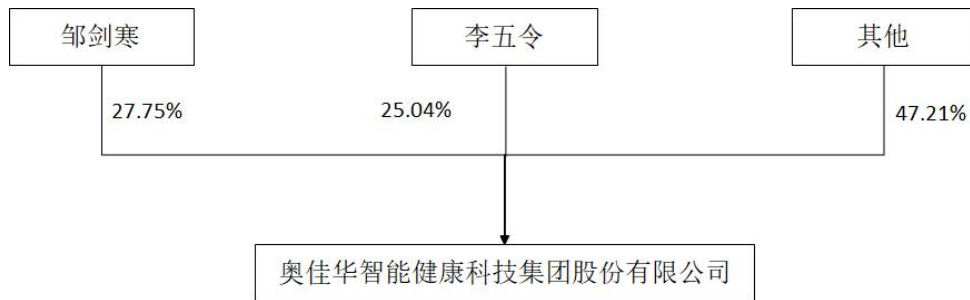 邹剑寒
李五令
其他
27.75%
25.04%
47.21%
奥佳华智能健康科技集团股份有限公司